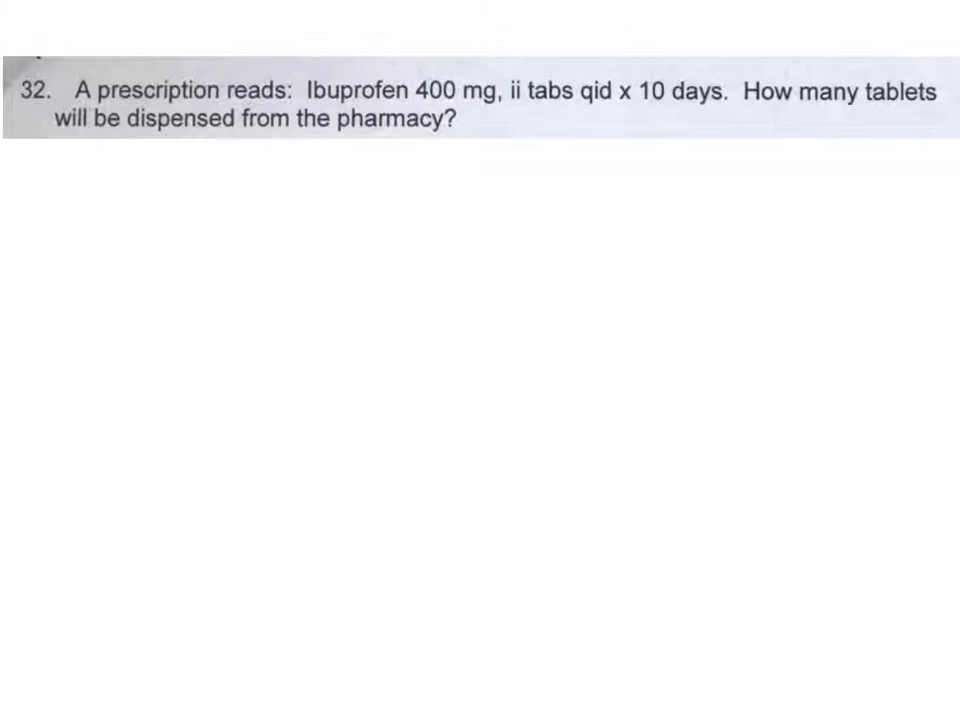 32. A prescription reads: Ibuprofen 400 mg, ii tabs qid x 10 days. How many tablets
will be dispensed from the pharmacy?